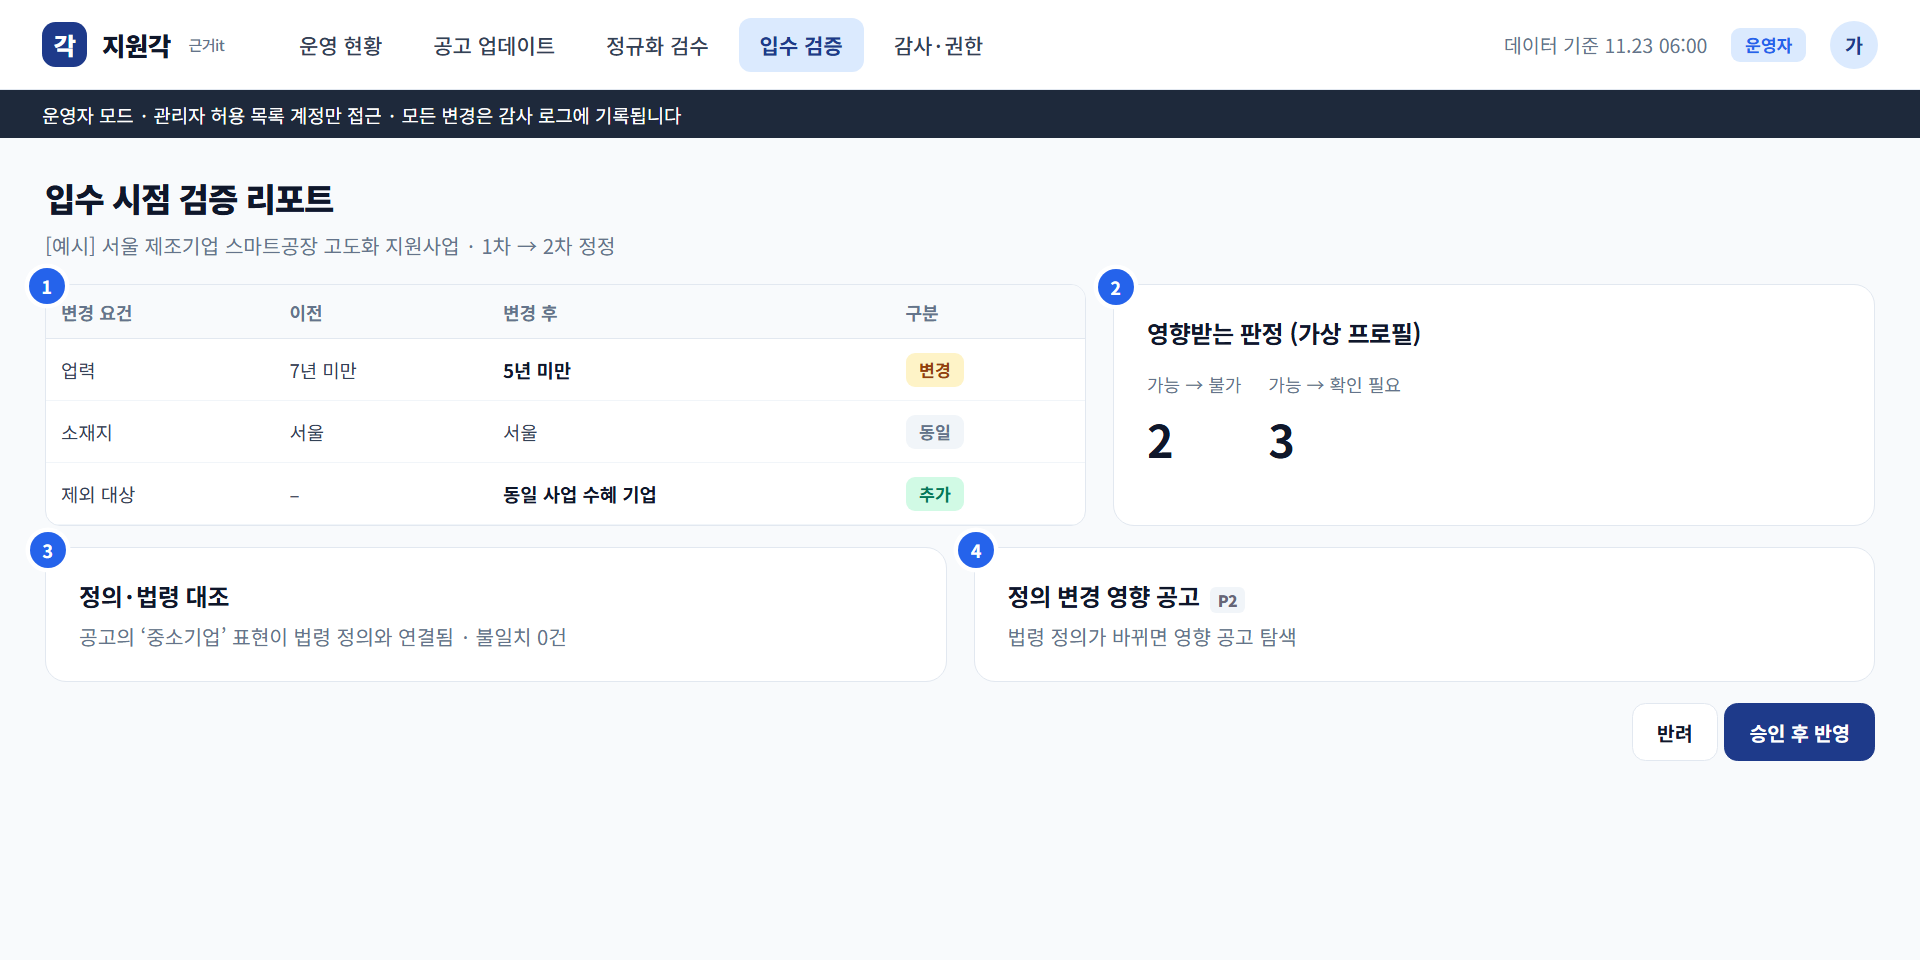 각 지원각 근거it 운영 현황 공고 업데이트 정규화 검수 입수 검증 감사·권한 데이터 기준 11.23 06:00 운영자 가
운영자 모드 · 관리자 허용 목록 계정만 접근 · 모든 변경은 감사 로그에 기록됩니다
입수 시점 검증 리포트
[예시] 서울 제조기업 스마트공장 고도화 지원사업 · 1차 → 2차 정정
1
변경 요건 이전 변경 후 구분
업력 7년 미만 5년 미만 변경
소재지 서울 서울 동일
제외 대상 – 동일 사업 수혜 기업 추가
2
영향받는 판정 (가상 프로필)
가능 → 불가 가능 → 확인 필요
2 3
3
정의·법령 대조
공고의 ‘중소기업’ 표현이 법령 정의와 연결됨 · 불일치 0건
4
정의 변경 영향 공고 P2
법령 정의가 바뀌면 영향 공고 탐색
반려 승인 후 반영